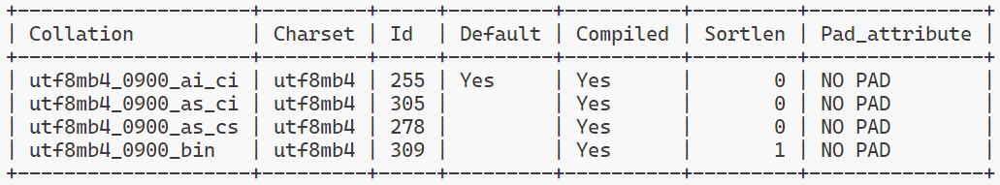 +---------------------+---------+-----+---------+----------+---------+---------------+
| Collation           | Charset | Id  | Default | Compiled | Sortlen | Pad_attribute |
+---------------------+---------+-----+---------+----------+---------+---------------+
| utf8mb4_0900_ai_ci | utf8mb4 | 255 | Yes     | Yes      |       0 | NO PAD        |
| utf8mb4_0900_as_ci | utf8mb4 | 305 |         | Yes      |       0 | NO PAD        |
| utf8mb4_0900_as_cs | utf8mb4 | 278 |         | Yes      |       0 | NO PAD        |
| utf8mb4_0900_bin   | utf8mb4 | 309 |         | Yes      |       1 | NO PAD        |
+---------------------+---------+-----+---------+----------+---------+---------------+